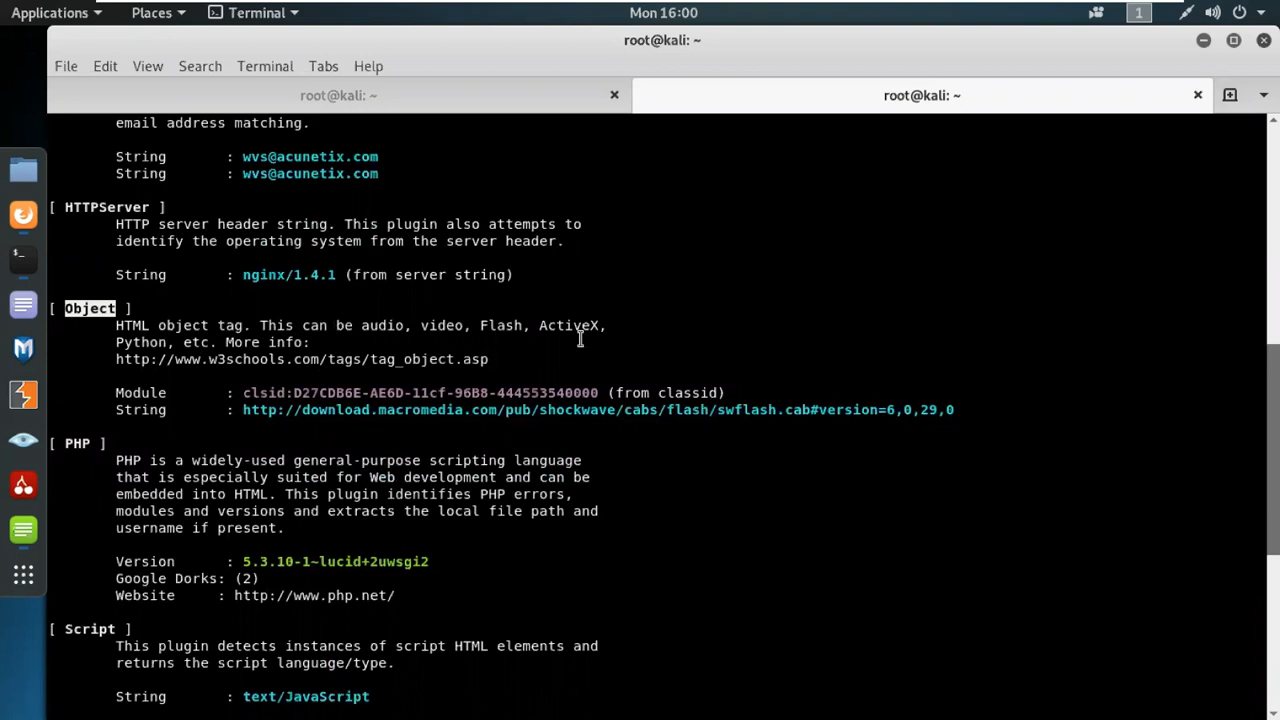 Applications Places Terminal Mon 16:00 1
root@kali: ~
File Edit View Search Terminal Tabs Help
root@kali: ~ root@kali: ~
email address matching.
String : wvs@acunetix.com
String : wvs@acunetix.com
[ HTTPServer ]
HTTP server header string. This plugin also attempts to
identify the operating system from the server header.
String : nginx/1.4.1 (from server string)
[ Object ]
HTML object tag. This can be audio, video, Flash, ActiveX,
Python, etc. More info:
http://www.w3schools.com/tags/tag_object.asp
Module : clsid:D27CDB6E-AE6D-11cf-96B8-444553540000 (from classid)
String : http://download.macromedia.com/pub/shockwave/cabs/flash/swflash.cab#version=6,0,29,0
[ PHP ]
PHP is a widely-used general-purpose scripting language
that is especially suited for Web development and can be
embedded into HTML. This plugin identifies PHP errors,
modules and versions and extracts the local file path and
username if present.
Version : 5.3.10-1~lucid+2uwsgi2
Google Dorks: (2)
Website : http://www.php.net/
[ Script ]
This plugin detects instances of script HTML elements and
returns the script language/type.
String : text/JavaScript